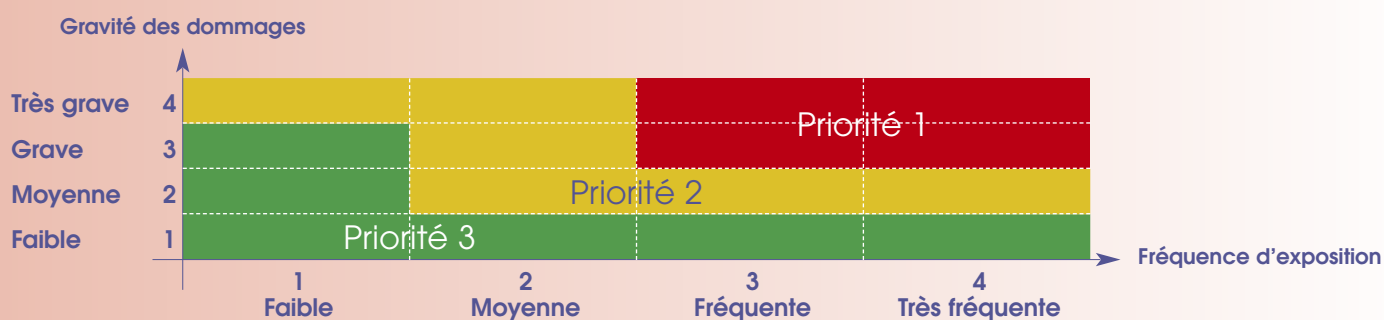 Gravité des dommages
Très grave 4
Priorité 1
Grave 3
Moyenne 2
Priorité 2
Faible 1
Priorité 3
Fréquence d'exposition
1 2 3 4
Faible Moyenne Fréquente Très fréquente